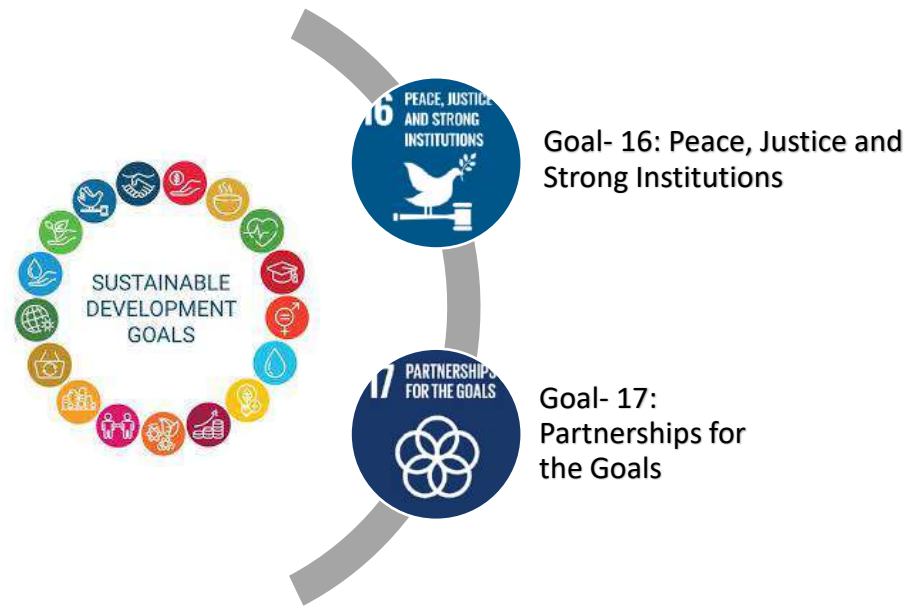 SUSTAINABLE
DEVELOPMENT
GOALS
16 PEACE, JUSTICE
AND STRONG
INSTITUTIONS
Goal- 16: Peace, Justice and
Strong Institutions
17 PARTNERSHIPS
FOR THE GOALS
Goal- 17:
Partnerships for
the Goals